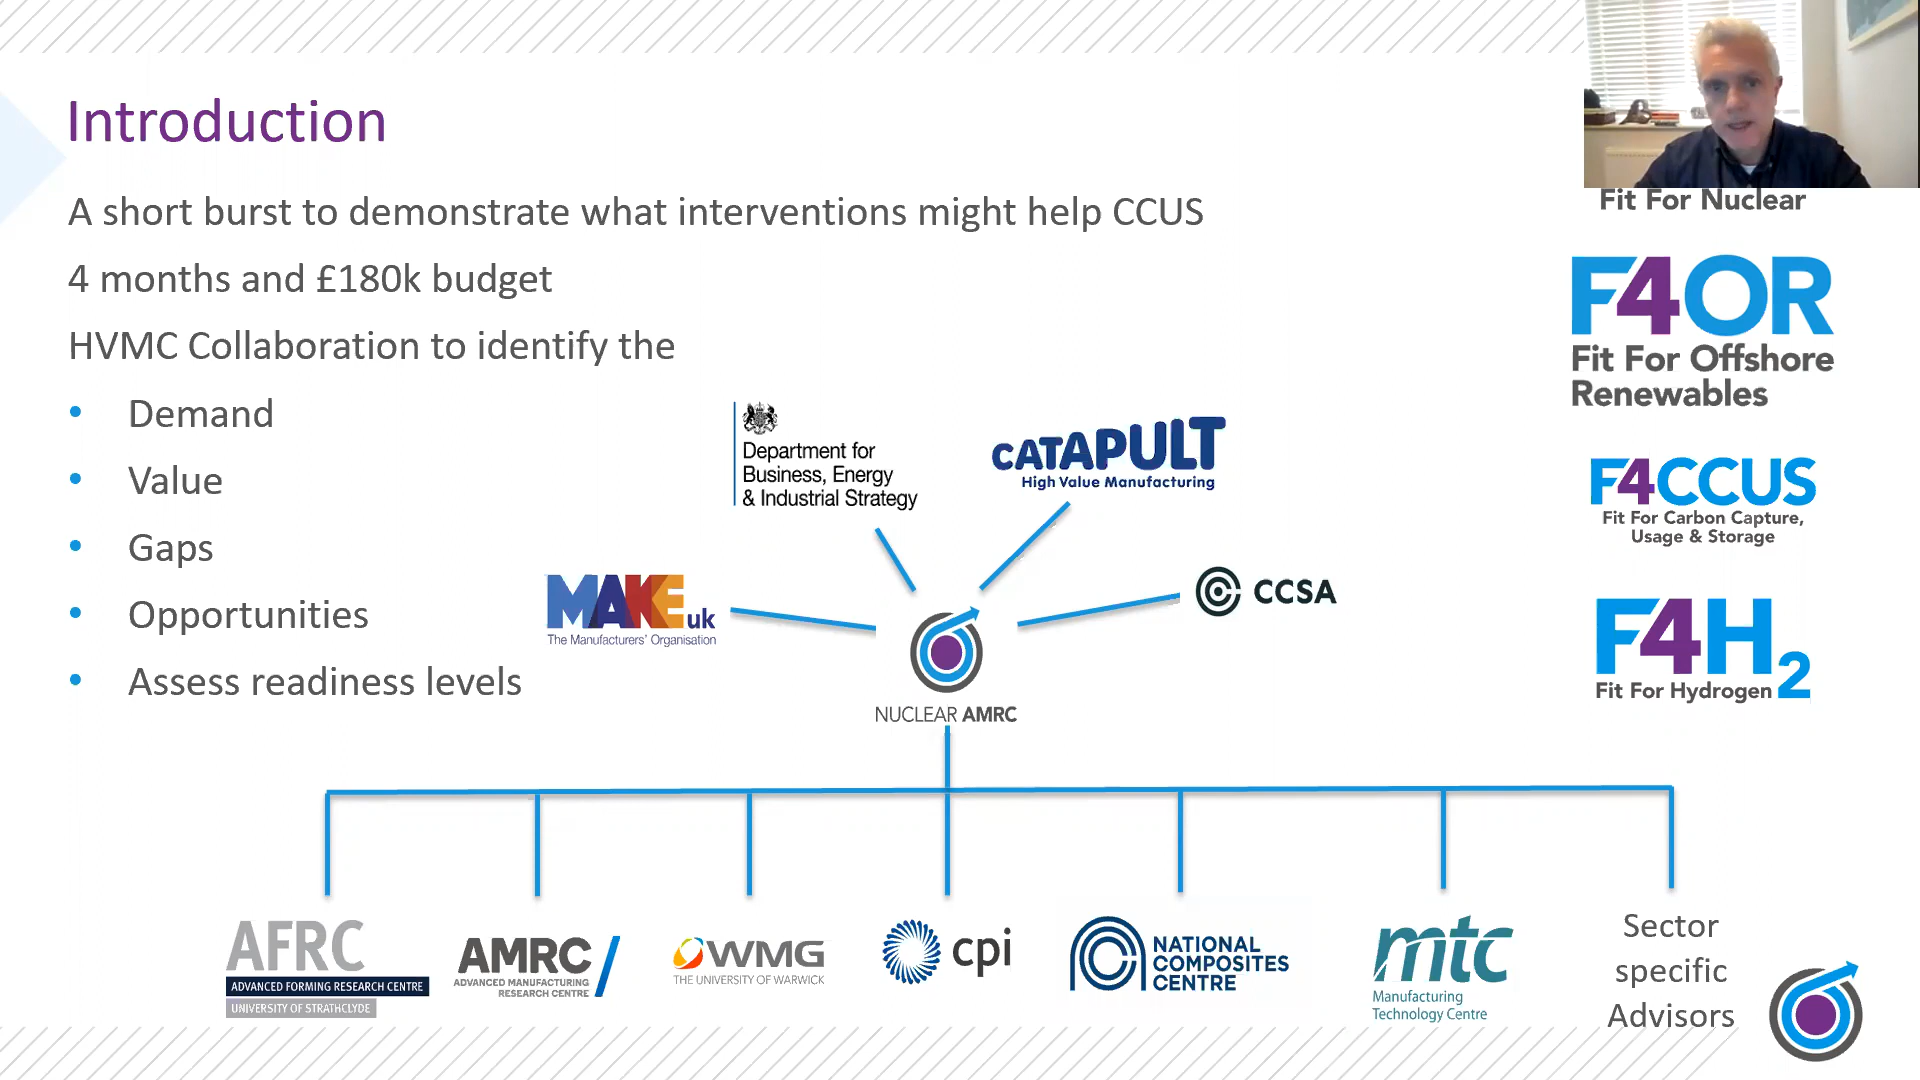 Introduction
A short burst to demonstrate what interventions might help CCUS
4 months and £180k budget
HVMC Collaboration to identify the
• Demand
• Value
• Gaps
• Opportunities
• Assess readiness levels
Department for
Business, Energy
& Industrial Strategy
CATAPULT
High Value Manufacturing
MAKE uk
The Manufacturers' Organisation
CCSA
NUCLEAR AMRC
Fit For Nuclear
F4OR
Fit For Offshore
Renewables
F4CCUS
Fit For Carbon Capture,
Usage & Storage
F4H2
Fit For Hydrogen
AFRC
ADVANCED FORMING RESEARCH CENTRE
UNIVERSITY OF STRATHCLYDE
AMRC
ADVANCED MANUFACTURING
RESEARCH CENTRE
WMG
THE UNIVERSITY OF WARWICK
cpi
NATIONAL
COMPOSITES
CENTRE
mtc
Manufacturing
Technology Centre
Sector
specific
Advisors